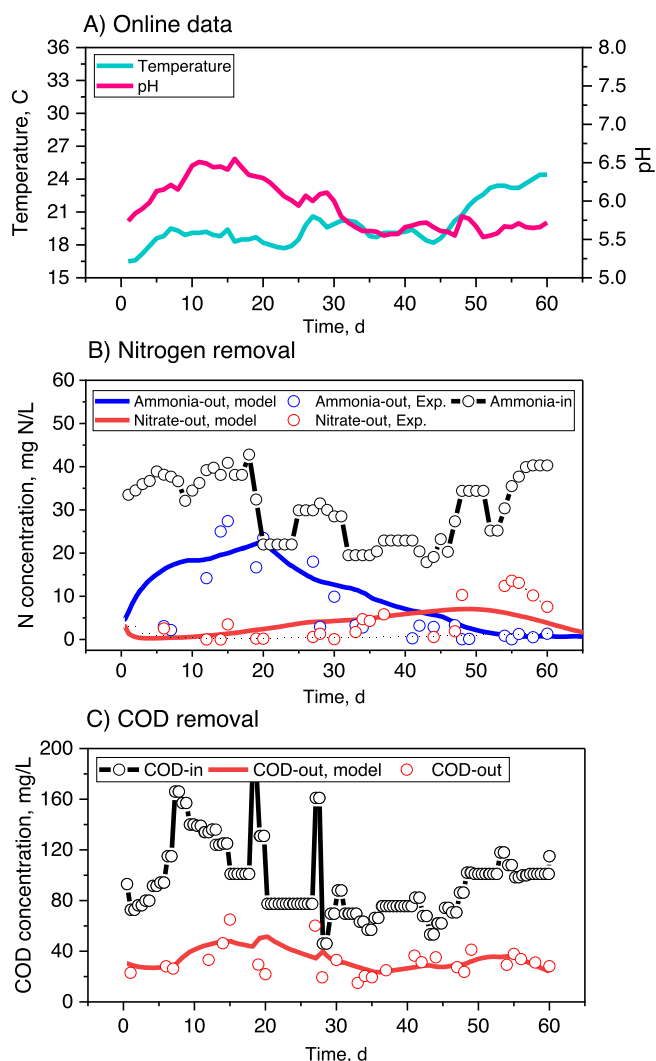 A) Online data
36
33
30
27
24
21
18
15
Temperature, C
8.0
7.5
7.0
6.5
6.0
5.5
5.0
pH
Temperature
pH
0 10 20 30 40 50 60
Time, d
B) Nitrogen removal
60
50
40
30
20
10
0
N concentration, mg N/L
Ammonia-out, model Ammonia-out, Exp. Ammonia-in
Nitrate-out, model Nitrate-out, Exp.
0 10 20 30 40 50 60
Time, d
C) COD removal
200
160
120
80
40
0
COD concentration, mg/L
COD-in COD-out, model COD-out
0 10 20 30 40 50 60
Time, d